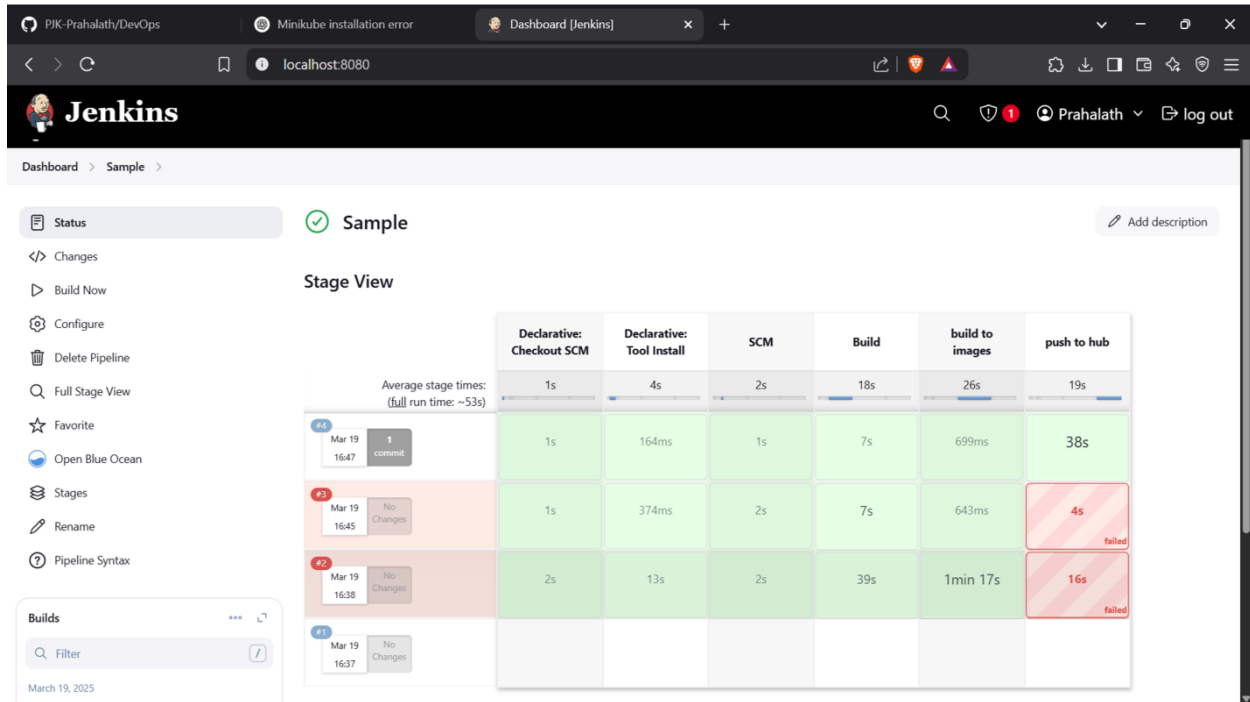 PJK-Prahalath/DevOps
Minikube installation error
Dashboard [Jenkins]
localhost:8080
Jenkins
1
Prahalath
log out
Dashboard
Sample
Status
Changes
Build Now
Configure
Delete Pipeline
Full Stage View
Favorite
Open Blue Ocean
Stages
Rename
Pipeline Syntax
Builds
Filter
/
March 19, 2025
Sample
Add description
Stage View
Declarative: Checkout SCM
Declarative: Tool Install
SCM
Build
build to images
push to hub
Average stage times:
(full run time: ~53s)
1s
4s
2s
18s
26s
19s
#4
Mar 19
16:47
1
commit
1s
164ms
1s
7s
699ms
38s
#3
Mar 19
16:45
No
Changes
1s
374ms
2s
7s
643ms
4s
failed
#2
Mar 19
16:38
No
Changes
2s
13s
2s
39s
1min 17s
16s
failed
#1
Mar 19
16:37
No
Changes